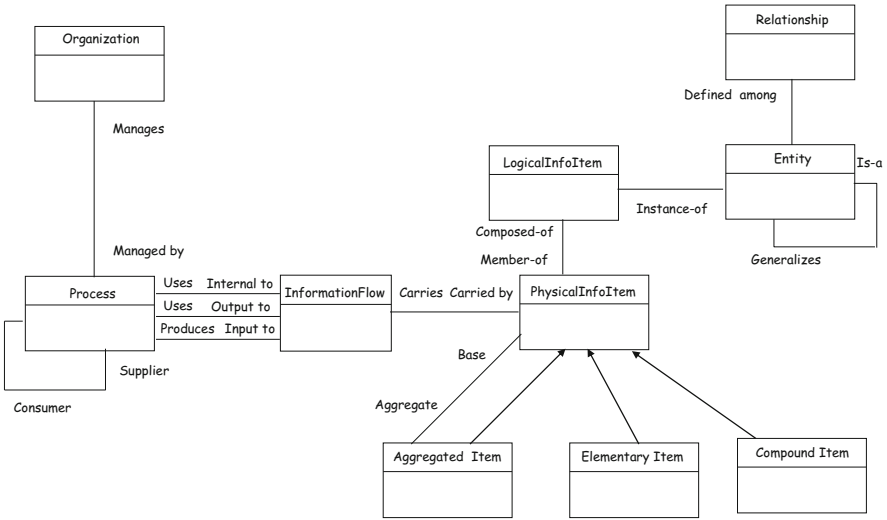 Relationship
Organization
Defined among
Manages
LogicalInfoItem
Entity
Is-a
Instance-of
Composed-of
Managed by
Member-of
Generalizes
Uses Internal to
Process
InformationFlow
Carries Carried by
PhysicalInfoItem
Uses Output to
Produces Input to
Base
Supplier
Consumer
Aggregate
Aggregated Item
Elementary Item
Compound Item